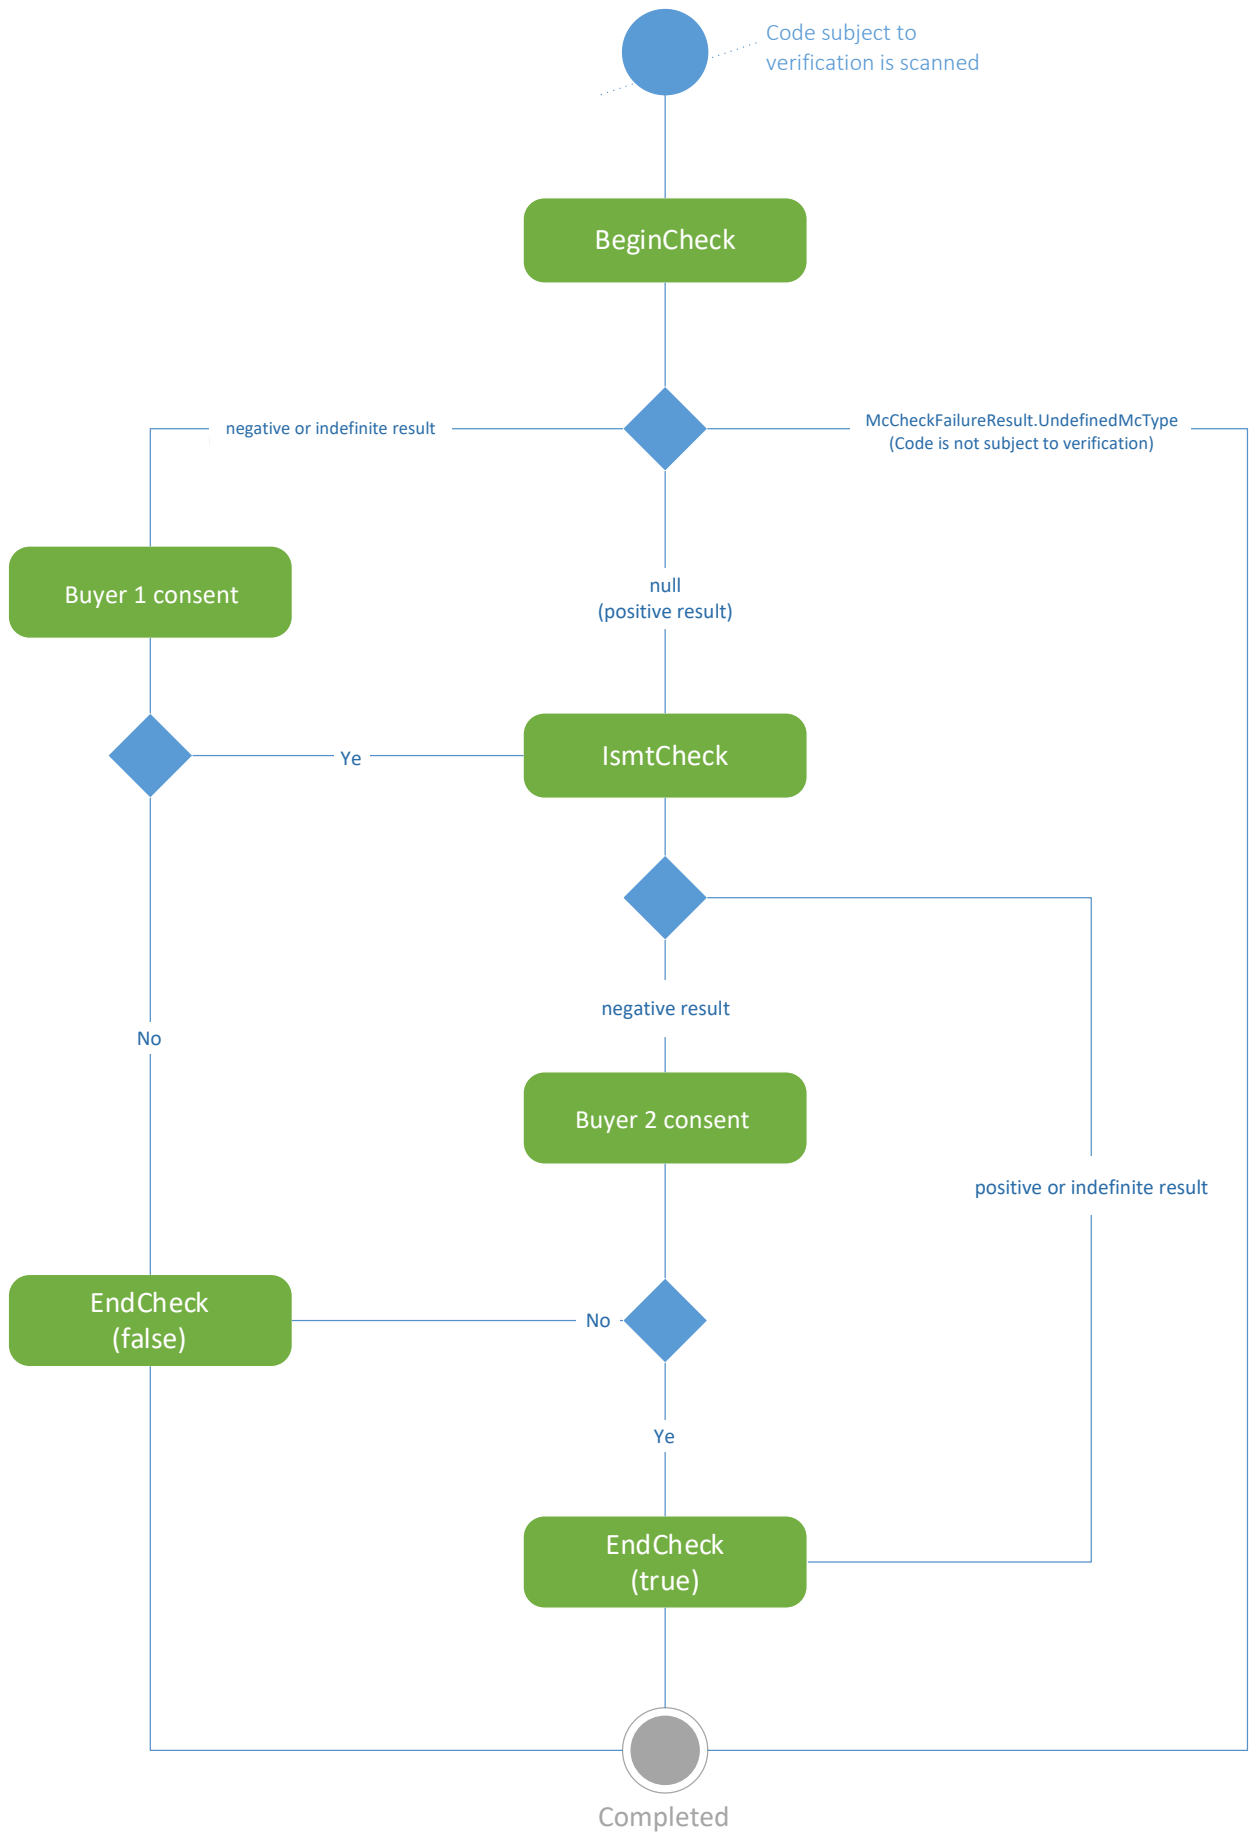 Code subject to
verification is scanned
BeginCheck
negative or indefinite result
McCheckFailureResult.UndefinedMcType
(Code is not subject to verification)
Buyer 1 consent
null
(positive result)
Ye
IsmtCheck
negative result
No
Buyer 2 consent
positive or indefinite result
EndCheck
(false)
No
Ye
EndCheck
(true)
Completed